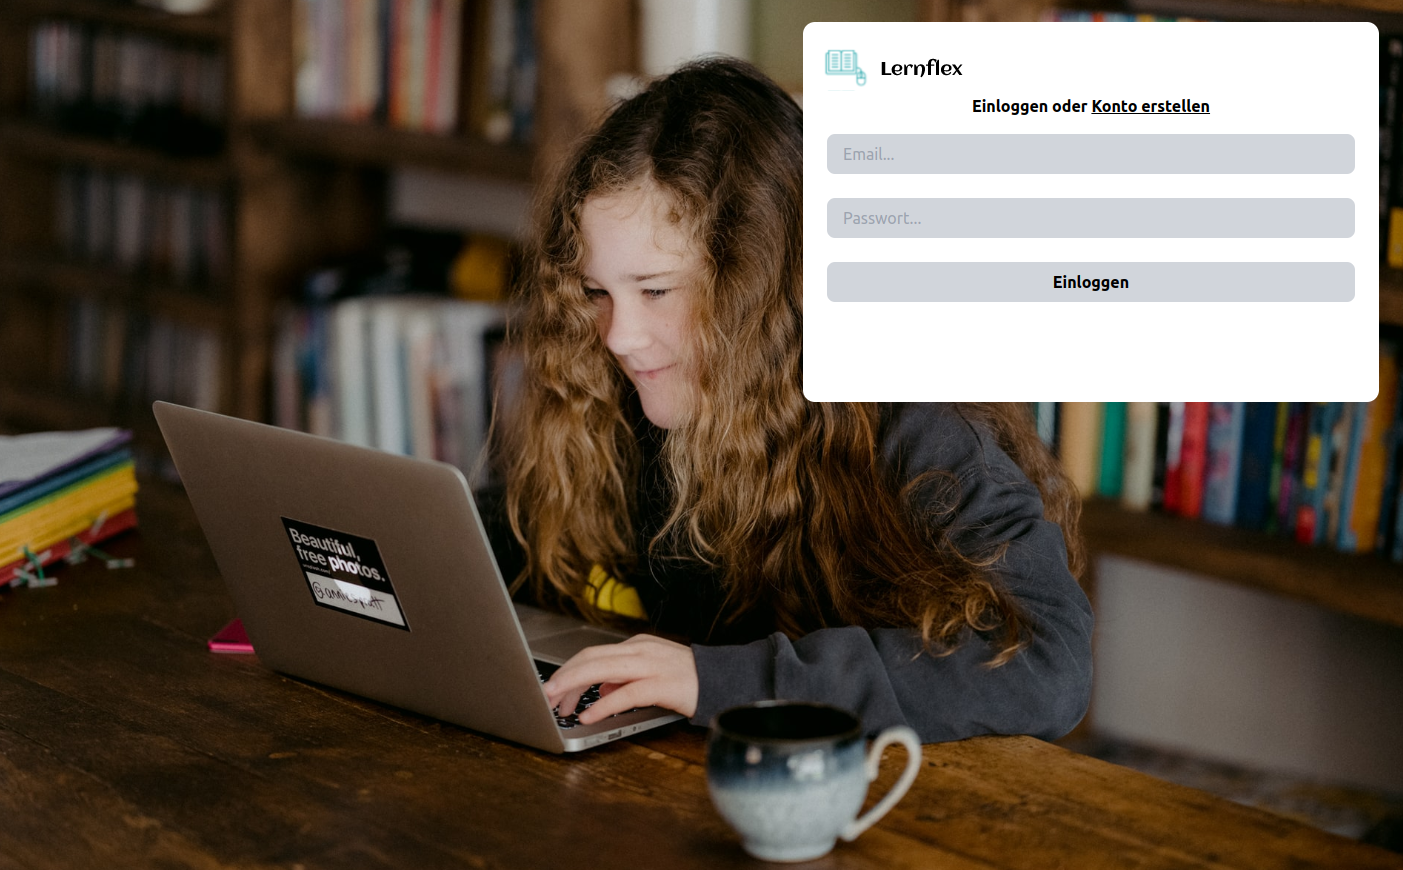 Lernflex
Einloggen oder Konto erstellen
Email...
Passwort...
Einloggen
Beautiful,
free photos.